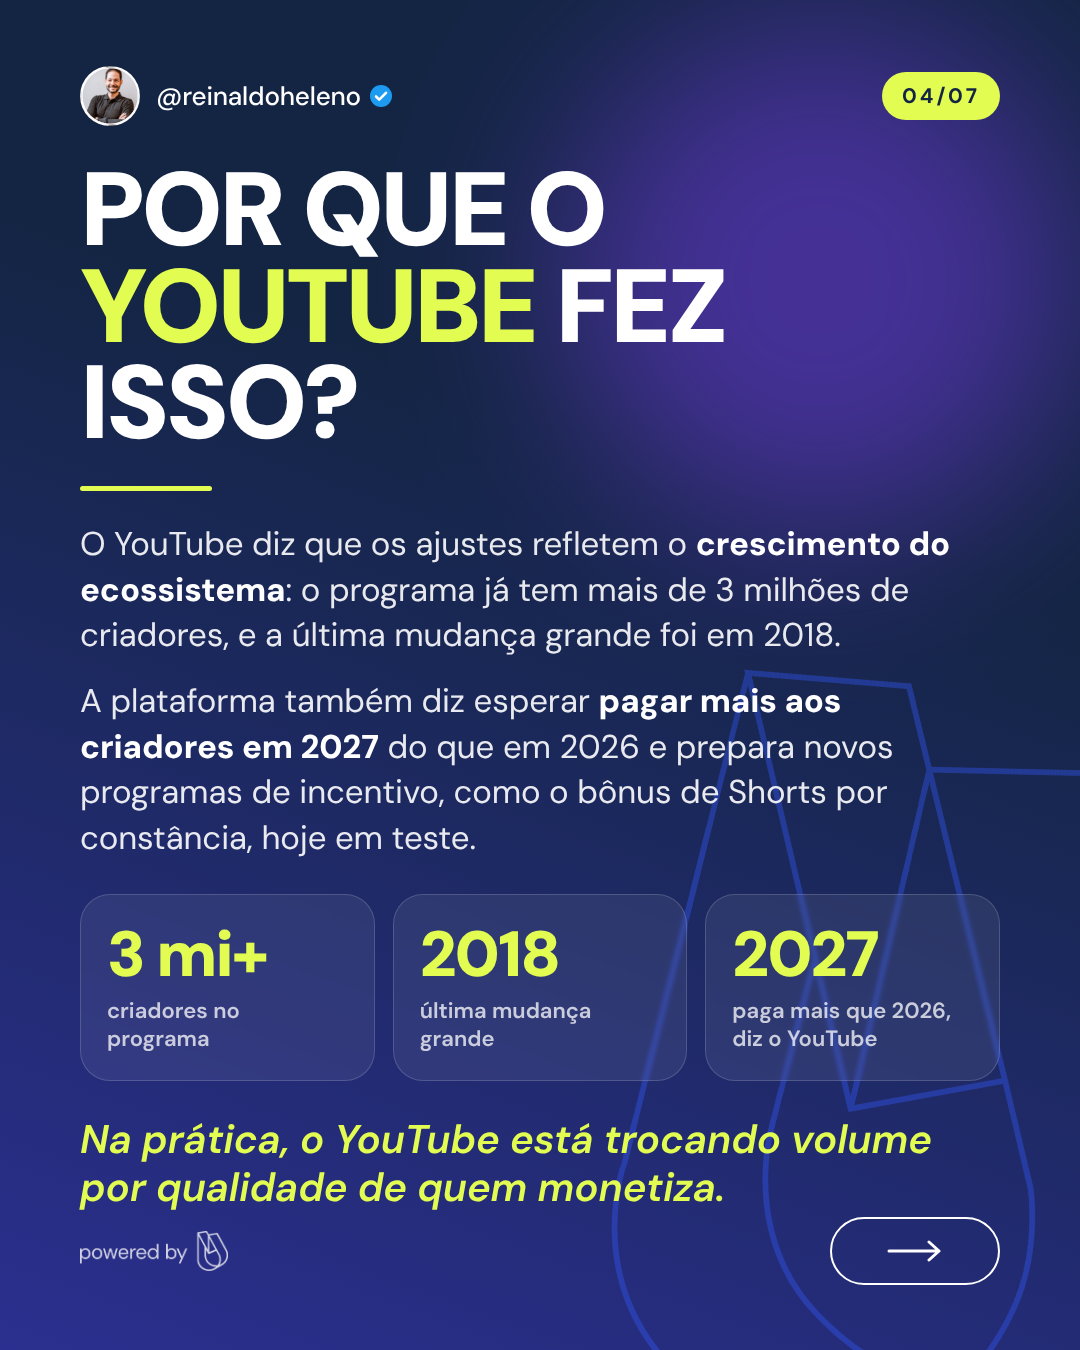 @reinaldoheleno
04/07
POR QUE O
YOUTUBE FEZ
ISSO?
O YouTube diz que os ajustes refletem o crescimento do
ecossistema: o programa já tem mais de 3 milhões de
criadores, e a última mudança grande foi em 2018.
A plataforma também diz esperar pagar mais aos
criadores em 2027 do que em 2026 e prepara novos
programas de incentivo, como o bônus de Shorts por
constância, hoje em teste.
3 mi+
criadores no
programa
2018
última mudança
grande
2027
paga mais que 2026,
diz o YouTube
Na prática, o YouTube está trocando volume
por qualidade de quem monetiza.
powered by